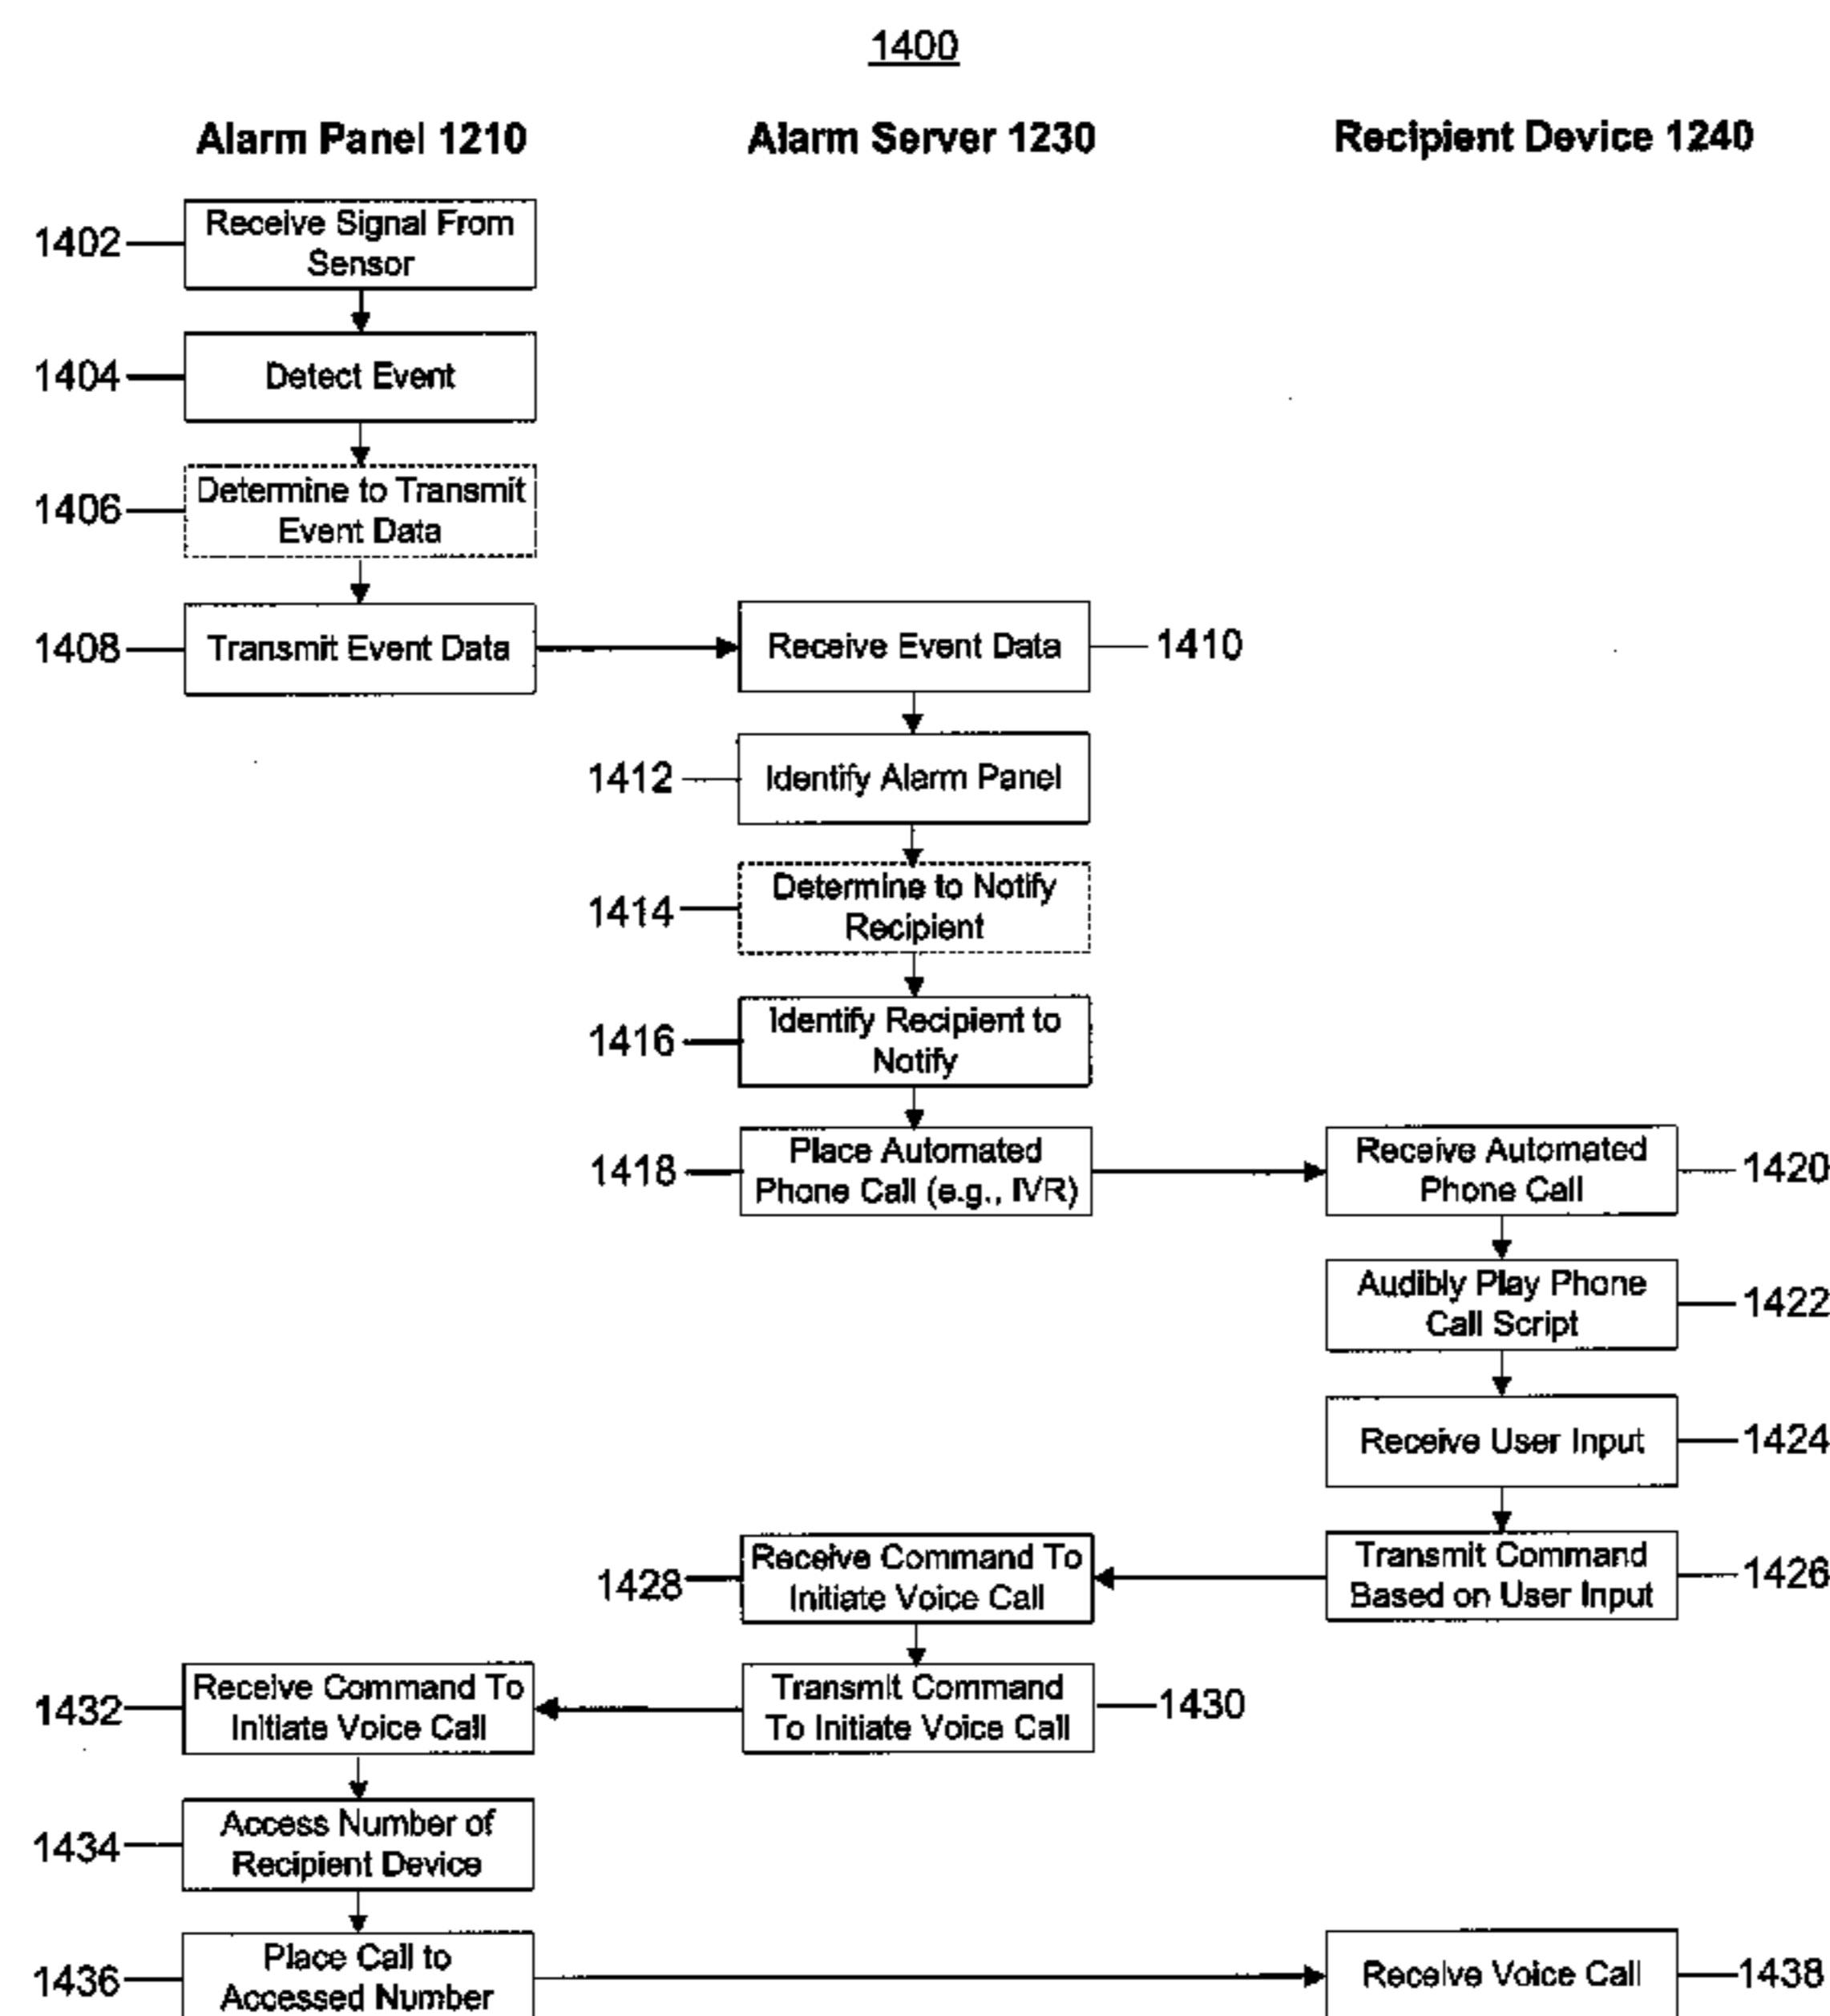 1400
Alarm Panel 1210
Alarm Server 1230
Recipient Device 1240
1402
Receive Signal From
Sensor
1404
Detect Event
1406
Determine to Transmit
Event Data
1408
Transmit Event Data
Receive Event Data
1410
1412
Identify Alarm Panel
1414
Determine to Notify
Recipient
1416
Identify Recipient to
Notify
1418
Place Automated
Phone Call (e.g., IVR)
Receive Automated
Phone Call
1420
Audibly Play Phone
Call Script
1422
Receive User Input
1424
Transmit Command
Based on User Input
1426
1428
Receive Command To
Initiate Voice Call
Transmit Command
To Initiate Voice Call
1430
1432
Receive Command To
Initiate Voice Call
1434
Access Number of
Recipient Device
1436
Place Call to
Accessed Number
Receive Voice Call
1438